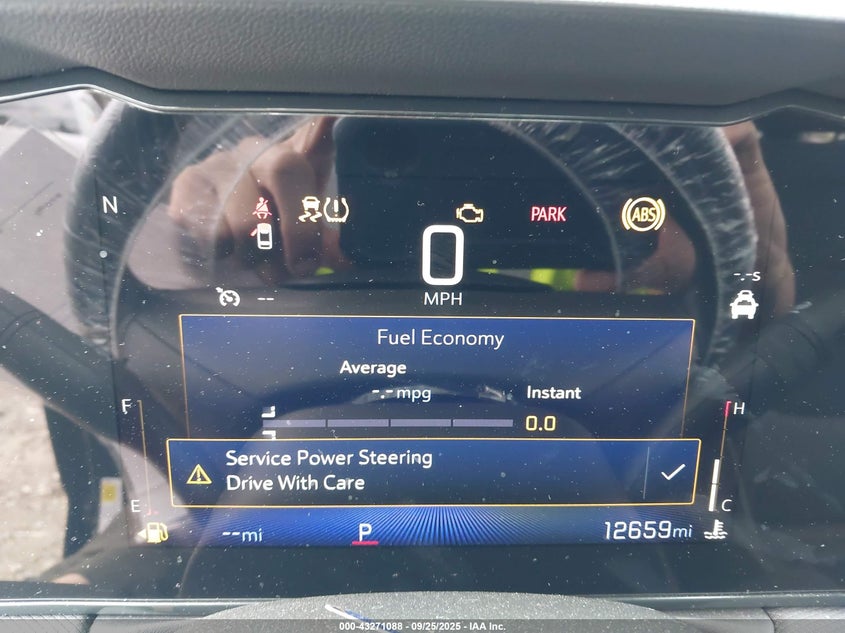 N
PARK
ABS
0
MPH
--
-.-s
Fuel Economy
Average
-.- mpg
Instant
0.0
F
H
Service Power Steering
Drive With Care
E
C
--mi
P
12659mi
000-43271088 - 09/25/2025 - IAA Inc.